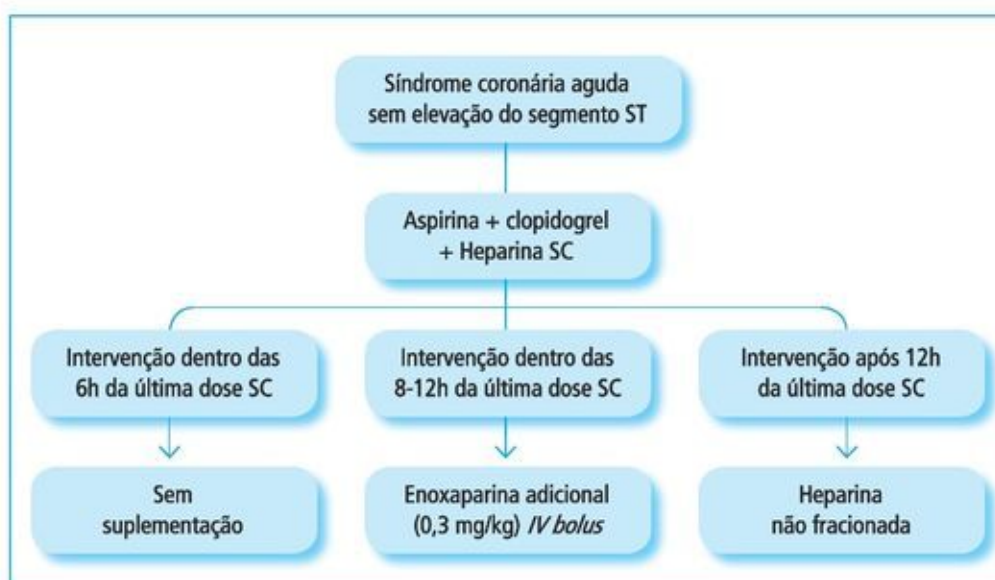 Síndrome coronária aguda
sem elevação do segmento ST
Aspirina + clopidogrel
+ Heparina SC
Intervenção dentro das
6h da última dose SC
Intervenção dentro das
8-12h da última dose SC
Intervenção após 12h
da última dose SC
Sem
suplementação
Enoxaparina adicional
(0,3 mg/kg) IV bolus
Heparina
não fracionada